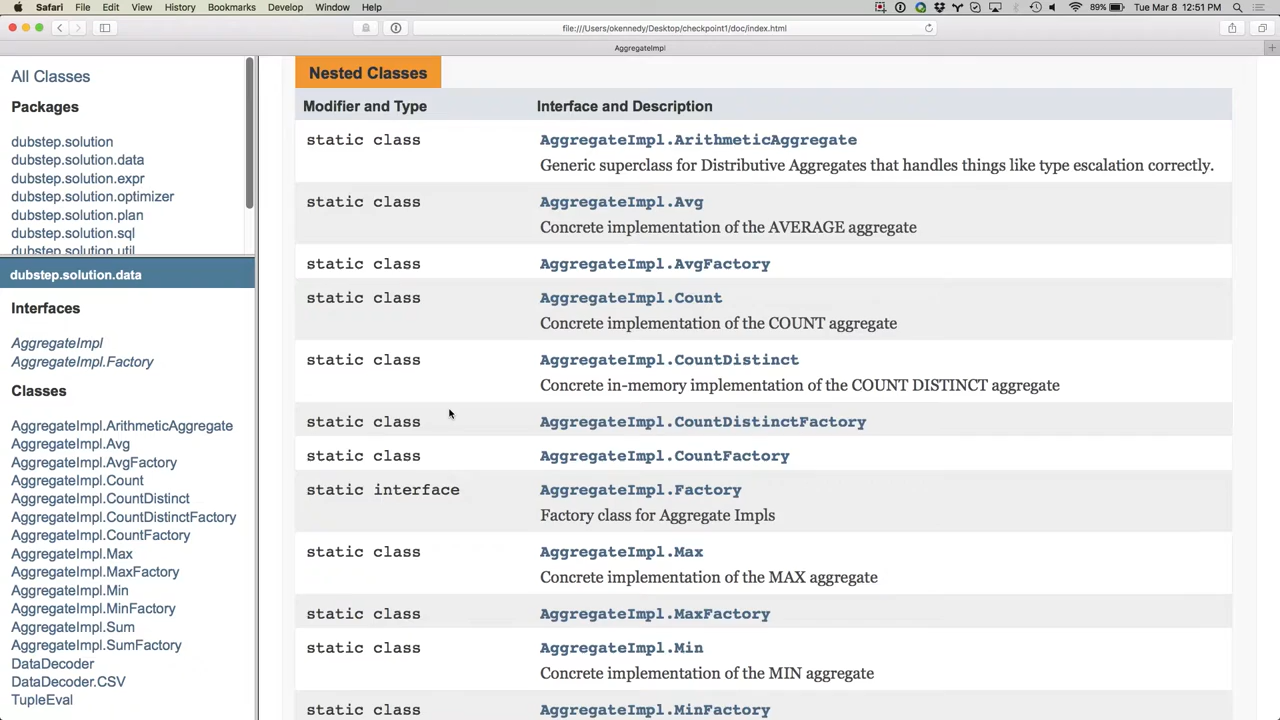 Safari File Edit View History Bookmarks Develop Window Help 89% Tue Mar 8 12:51 PM
file:///Users/okennedy/Desktop/checkpoint1/doc/index.html
AggregateImpl
All Classes
Packages
dubstep.solution
dubstep.solution.data
dubstep.solution.expr
dubstep.solution.optimizer
dubstep.solution.plan
dubstep.solution.sql
dubstep.solution.util
dubstep.solution.data
Interfaces
AggregateImpl
AggregateImpl.Factory
Classes
AggregateImpl.ArithmeticAggregate
AggregateImpl.Avg
AggregateImpl.AvgFactory
AggregateImpl.Count
AggregateImpl.CountDistinct
AggregateImpl.CountDistinctFactory
AggregateImpl.CountFactory
AggregateImpl.Max
AggregateImpl.MaxFactory
AggregateImpl.Min
AggregateImpl.MinFactory
AggregateImpl.Sum
AggregateImpl.SumFactory
DataDecoder
DataDecoder.CSV
TupleEval
Nested Classes
Modifier and Type Interface and Description
static class AggregateImpl.ArithmeticAggregate
Generic superclass for Distributive Aggregates that handles things like type escalation correctly.
static class AggregateImpl.Avg
Concrete implementation of the AVERAGE aggregate
static class AggregateImpl.AvgFactory
static class AggregateImpl.Count
Concrete implementation of the COUNT aggregate
static class AggregateImpl.CountDistinct
Concrete in-memory implementation of the COUNT DISTINCT aggregate
static class AggregateImpl.CountDistinctFactory
static class AggregateImpl.CountFactory
static interface AggregateImpl.Factory
Factory class for Aggregate Impls
static class AggregateImpl.Max
Concrete implementation of the MAX aggregate
static class AggregateImpl.MaxFactory
static class AggregateImpl.Min
Concrete implementation of the MIN aggregate
static class AggregateImpl.MinFactory